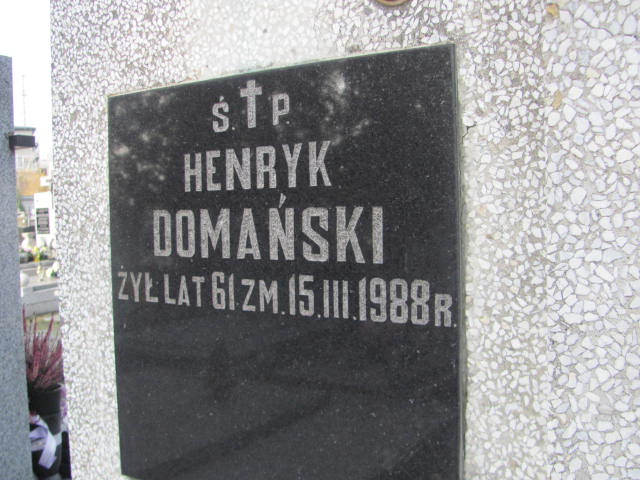 Ś.✝P
HENRYK
DOMAŃSKI
ŻYŁ LAT 61 ZM. 15.III.1988 R.